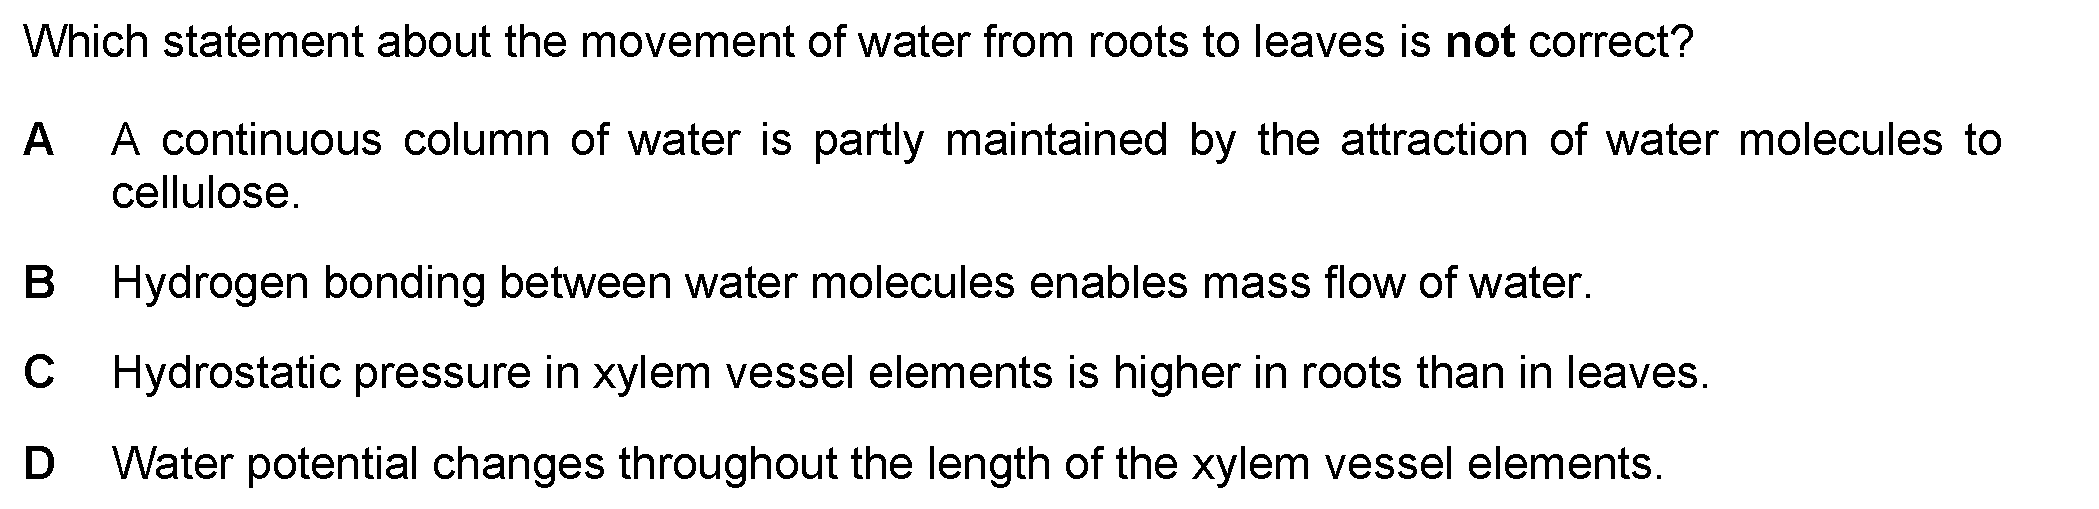 Which statement about the movement of water from roots to leaves is not correct?
A A continuous column of water is partly maintained by the attraction of water molecules to
cellulose.
B Hydrogen bonding between water molecules enables mass flow of water.
C Hydrostatic pressure in xylem vessel elements is higher in roots than in leaves.
D Water potential changes throughout the length of the xylem vessel elements.